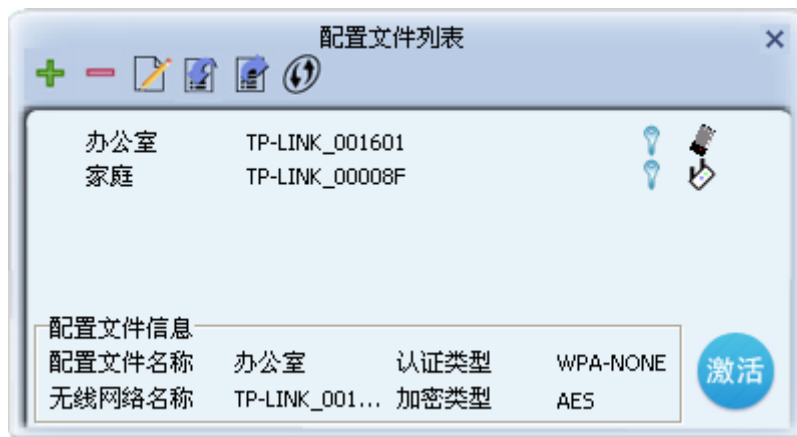 配置文件列表
办公室 TP-LINK_001601
家庭 TP-LINK_00008F
配置文件信息
配置文件名称 办公室 认证类型 WPA-NONE
无线网络名称 TP-LINK_001... 加密类型 AES
激活